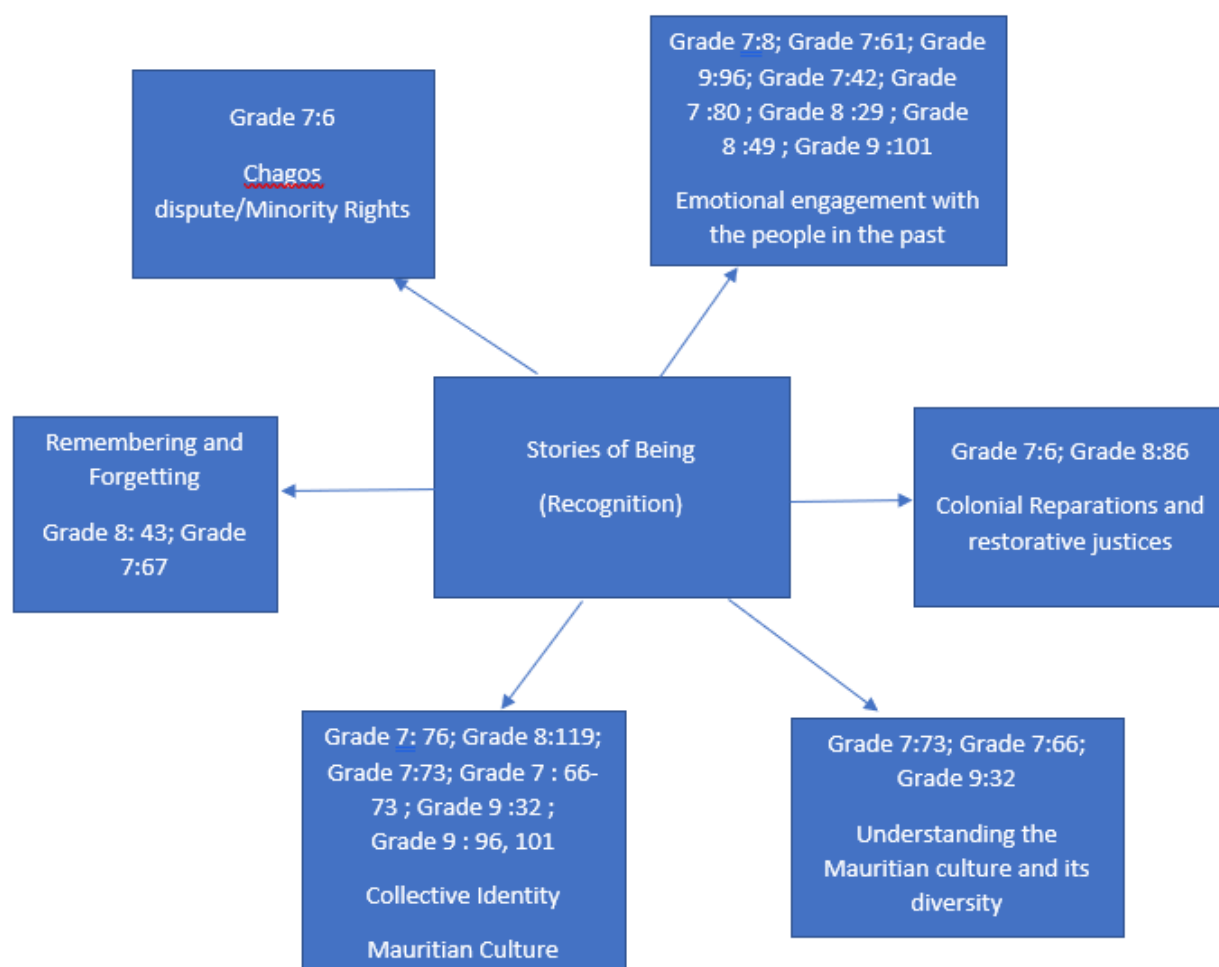 Grade 7:6
Chagos
dispute/Minority Rights
Grade 7:8; Grade 7:61; Grade
9:96; Grade 7:42; Grade
7 :80 ; Grade 8 :29 ; Grade
8 :49 ; Grade 9 :101
Emotional engagement with
the people in the past
Remembering and
Forgetting
Grade 8: 43; Grade
7:67
Stories of Being
(Recognition)
Grade 7:6; Grade 8:86
Colonial Reparations and
restorative justices
Grade 7: 76; Grade 8:119;
Grade 7:73; Grade 7 : 66-
73 ; Grade 9 :32 ;
Grade 9 : 96, 101
Collective Identity
Mauritian Culture
Grade 7:73; Grade 7:66;
Grade 9:32
Understanding the
Mauritian culture and its
diversity